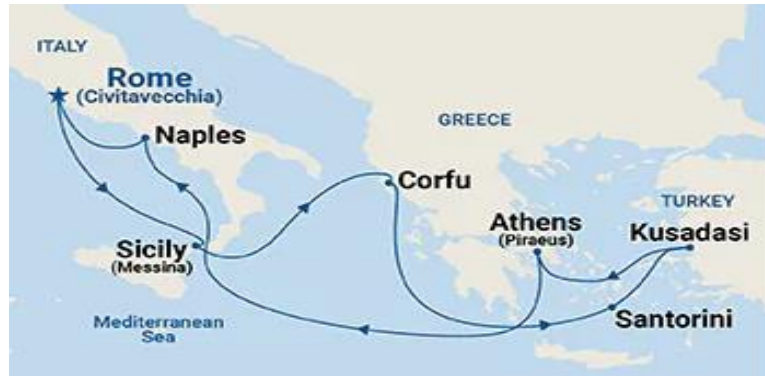 ITALY
Rome
(Civitavecchia)
Naples
GREECE
Corfu
TURKEY
Athens
(Piraeus)
Kusadasi
Sicily
(Messina)
Santorini
Mediterranean
Sea